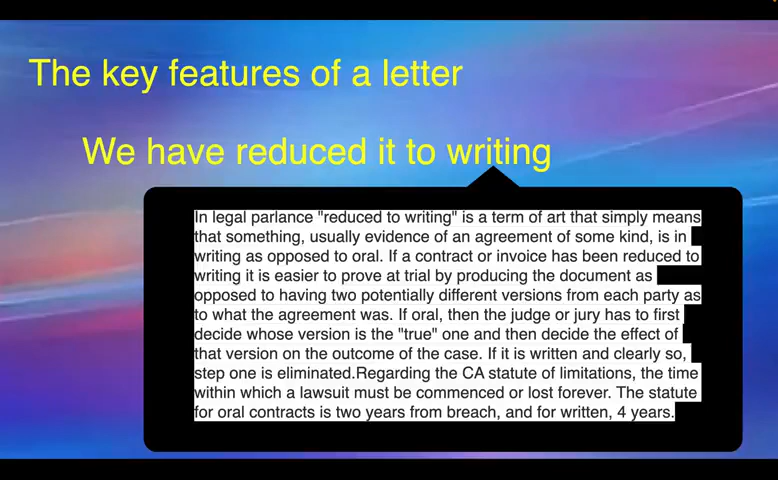 The key features of a letter
We have reduced it to writing
In legal parlance "reduced to writing" is a term of art that simply means
that something, usually evidence of an agreement of some kind, is in
writing as opposed to oral. If a contract or invoice has been reduced to
writing it is easier to prove at trial by producing the document as
opposed to having two potentially different versions from each party as
to what the agreement was. If oral, then the judge or jury has to first
decide whose version is the "true" one and then decide the effect of
that version on the outcome of the case. If it is written and clearly so,
step one is eliminated.Regarding the CA statute of limitations, the time
within which a lawsuit must be commenced or lost forever. The statute
for oral contracts is two years from breach, and for written, 4 years.